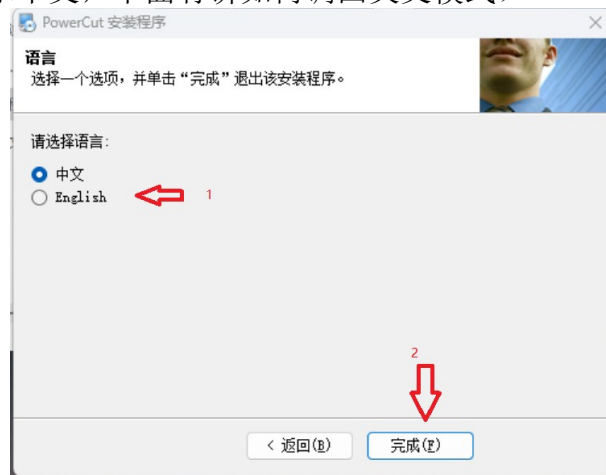 PowerCut 安装程序
语言
选择一个选项，并单击“完成”退出该安装程序。
请选择语言:
中文
English
1
2
< 返回(B)
完成(F)